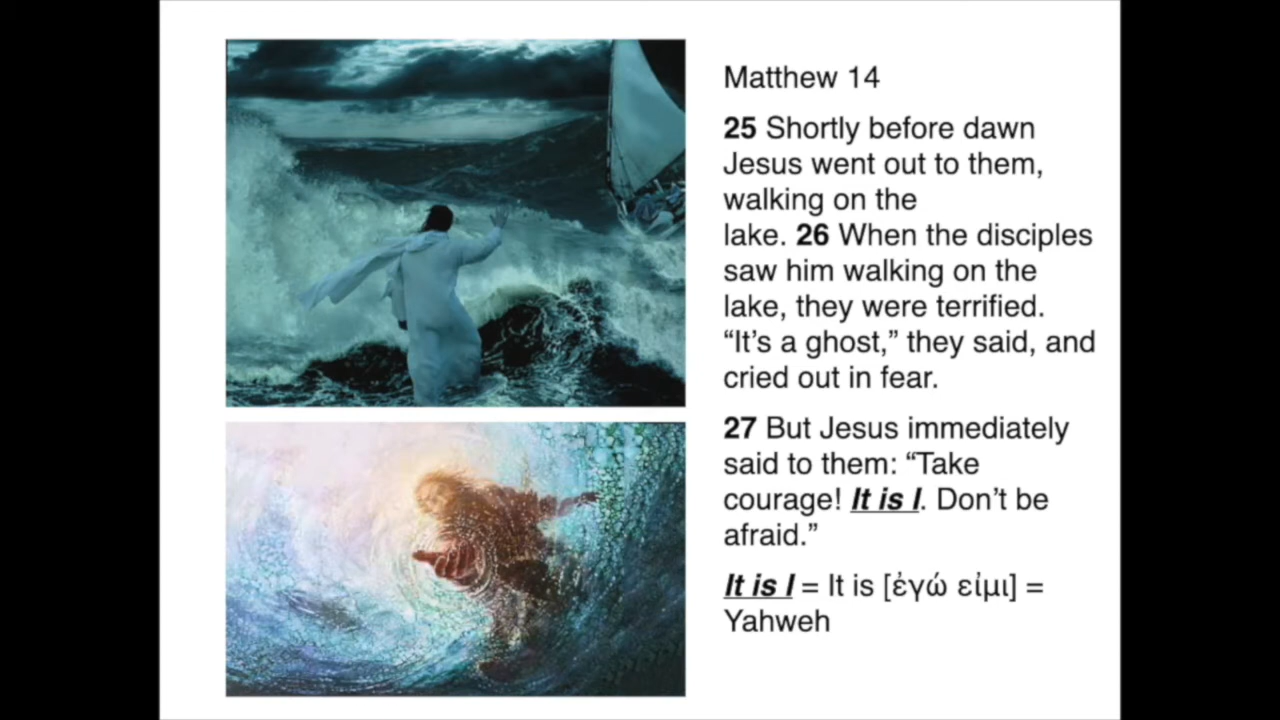 Matthew 14
25 Shortly before dawn
Jesus went out to them,
walking on the
lake. 26 When the disciples
saw him walking on the
lake, they were terrified.
“It’s a ghost,” they said, and
cried out in fear.
27 But Jesus immediately
said to them: “Take
courage! It is I. Don’t be
afraid.”
It is I = It is [ἐγώ εἰμι] =
Yahweh